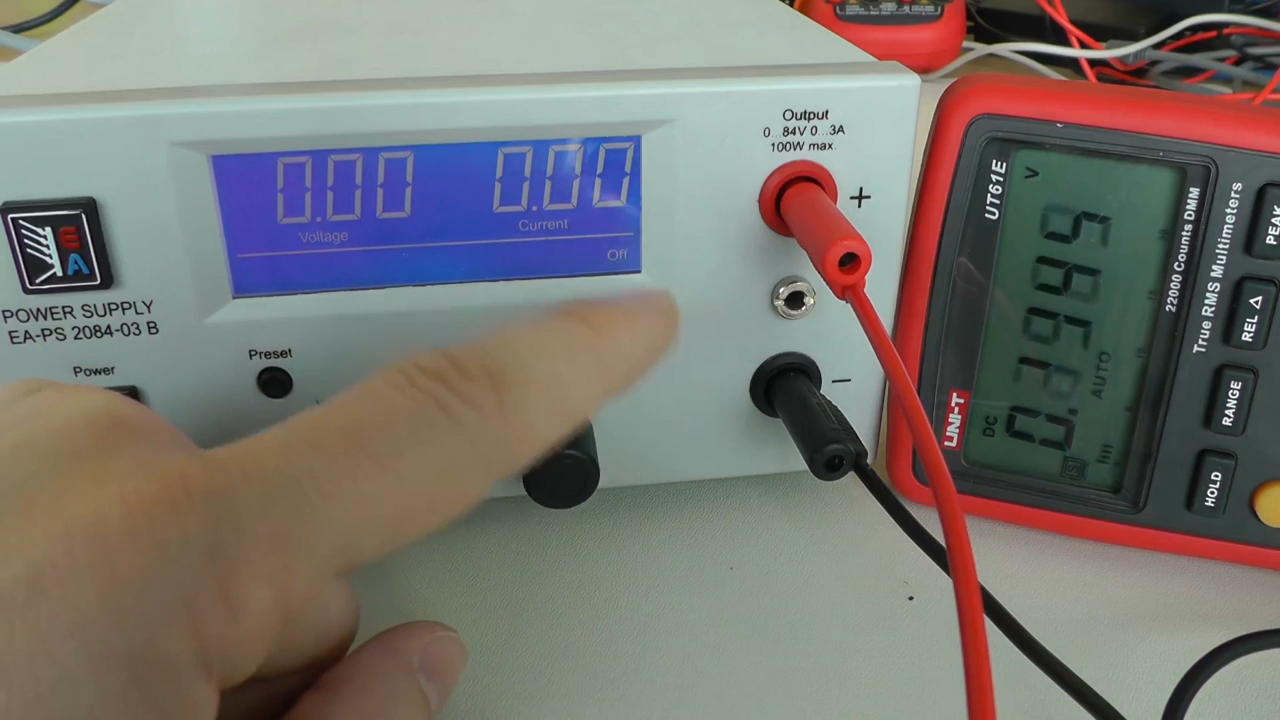 0.00 0.00
Voltage Current
Off
EA
POWER SUPPLY
EA-PS 2084-03 B
Power
Preset
Output
0...84V 0...3A
100W max.
+
−
UT61E
V
AUTO
DC
UNI-T
22000 Counts DMM
True RMS Multimeters
PEAK
REL △
RANGE
HOLD